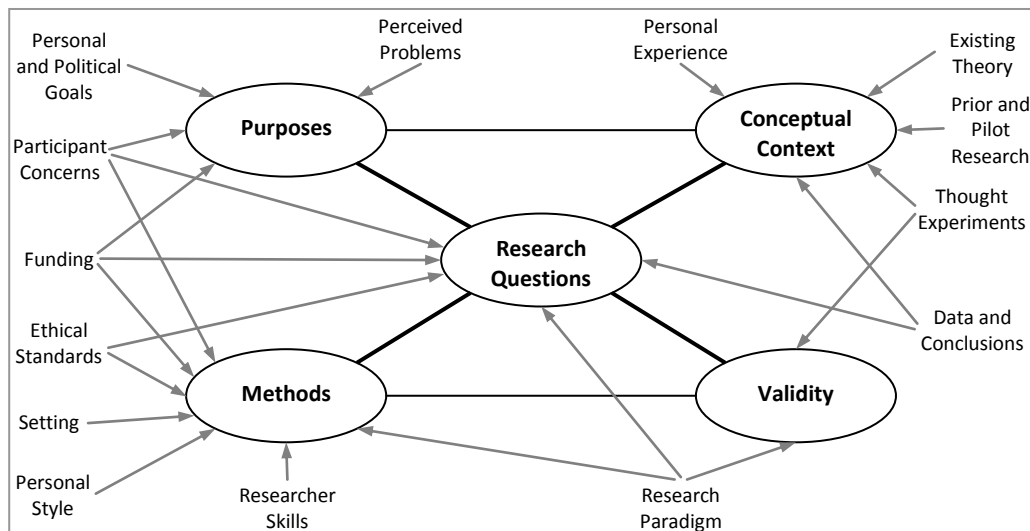 Personal
and Political
Goals
Perceived
Problems
Personal
Experience
Existing
Theory
Purposes
Conceptual
Context
Prior and
Pilot
Research
Participant
Concerns
Thought
Experiments
Funding
Research
Questions
Ethical
Standards
Data and
Conclusions
Methods
Validity
Setting
Personal
Style
Researcher
Skills
Research
Paradigm